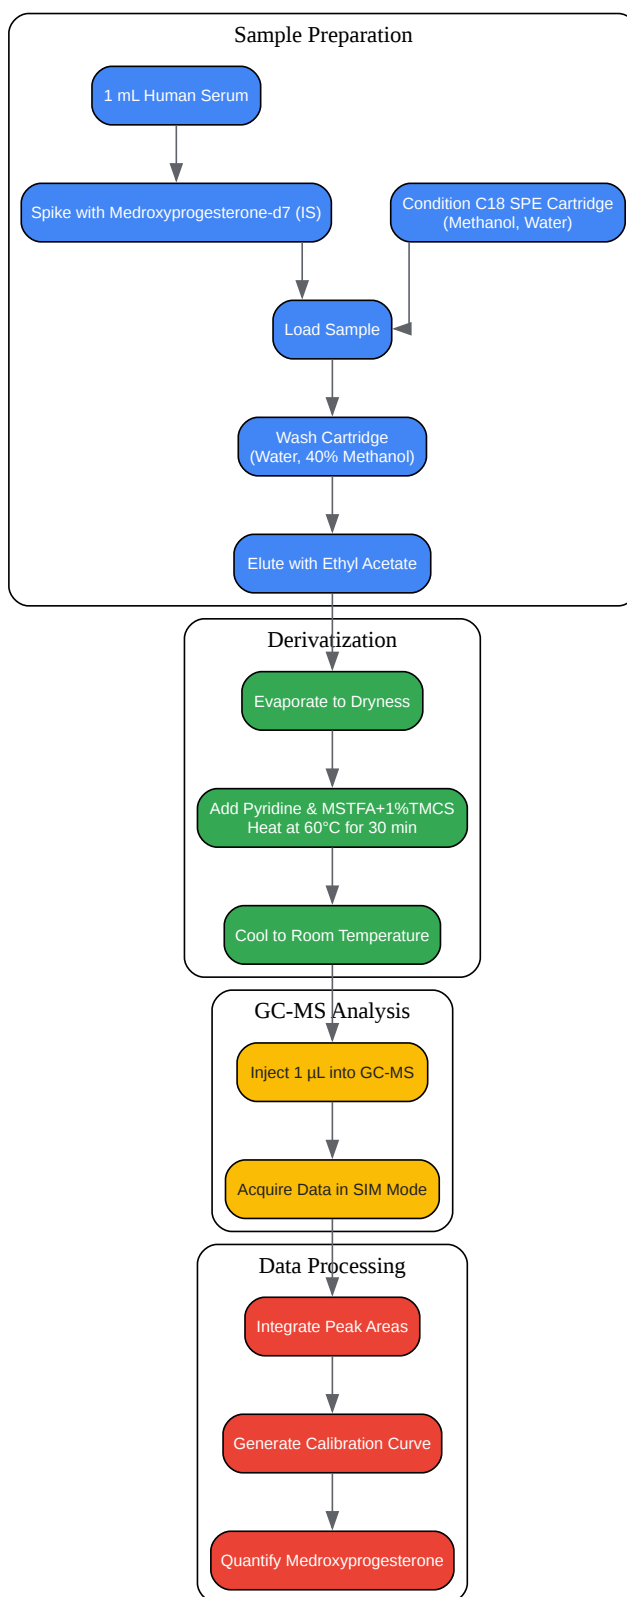 Sample Preparation
1 mL Human Serum
Spike with Medroxyprogesterone-d7 (IS)
Condition C18 SPE Cartridge
(Methanol, Water)
Load Sample
Wash Cartridge
(Water, 40% Methanol)
Elute with Ethyl Acetate
Derivatization
Evaporate to Dryness
Add Pyridine & MSTFA+1%TMCS
Heat at 60°C for 30 min
Cool to Room Temperature
GC-MS Analysis
Inject 1 µL into GC-MS
Acquire Data in SIM Mode
Data Processing
Integrate Peak Areas
Generate Calibration Curve
Quantify Medroxyprogesterone